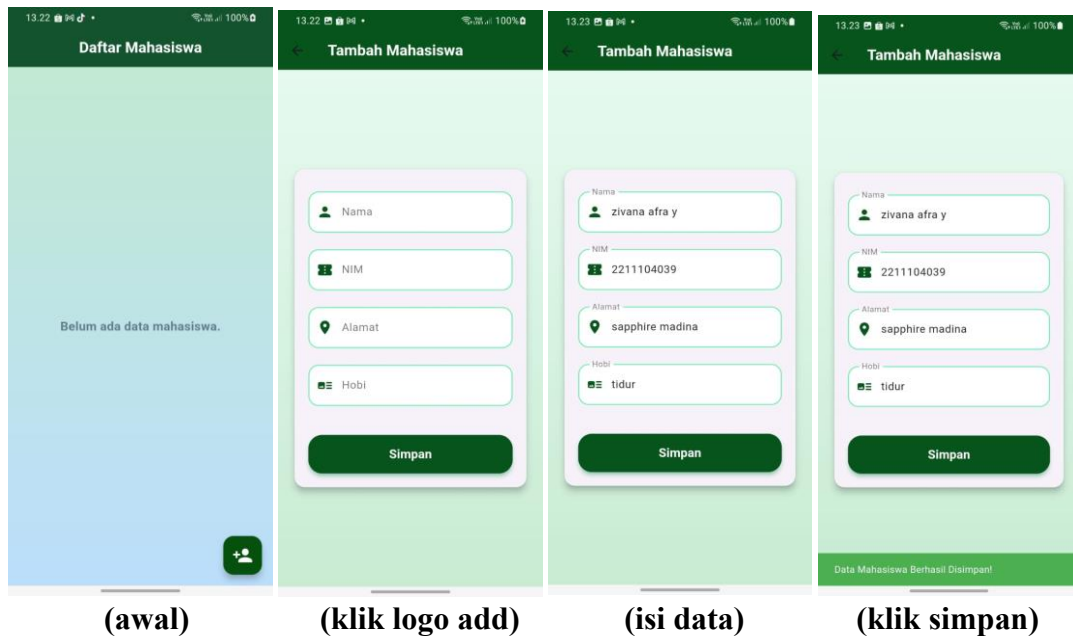 13.22
100%
Daftar Mahasiswa
Belum ada data mahasiswa.
(awal)
13.22
100%
Tambah Mahasiswa
Nama
NIM
Alamat
Hobi
Simpan
(klik logo add)
13.23
100%
Tambah Mahasiswa
Nama
zivana afra y
NIM
2211104039
Alamat
sapphire madina
Hobi
tidur
Simpan
(isi data)
13.23
100%
Tambah Mahasiswa
Nama
zivana afra y
NIM
2211104039
Alamat
sapphire madina
Hobi
tidur
Simpan
Data Mahasiswa Berhasil Disimpan!
(klik simpan)